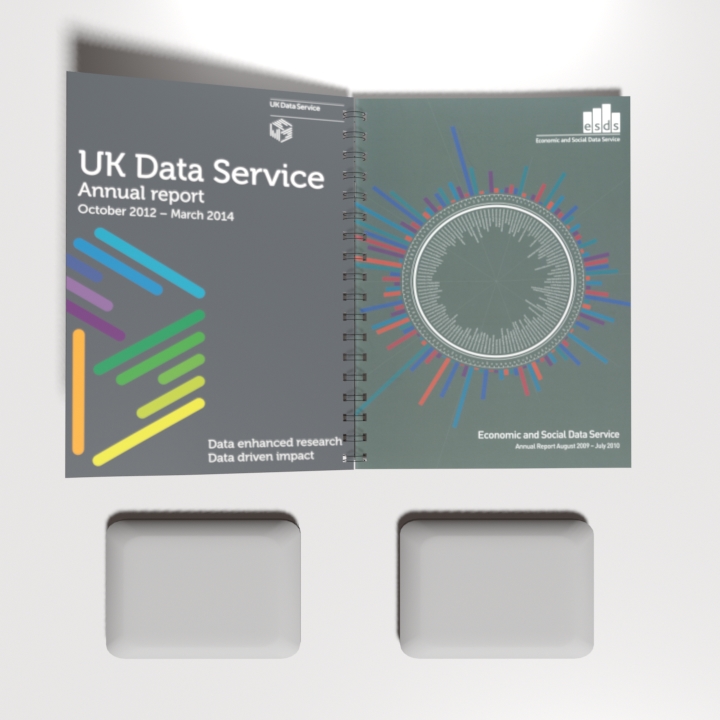 UK Data Service
UK Data Service
Annual report
October 2012 – March 2014
Data enhanced research
Data driven impact
esds
Economic and Social Data Service
Economic and Social Data Service
Annual Report August 2009 – July 2010